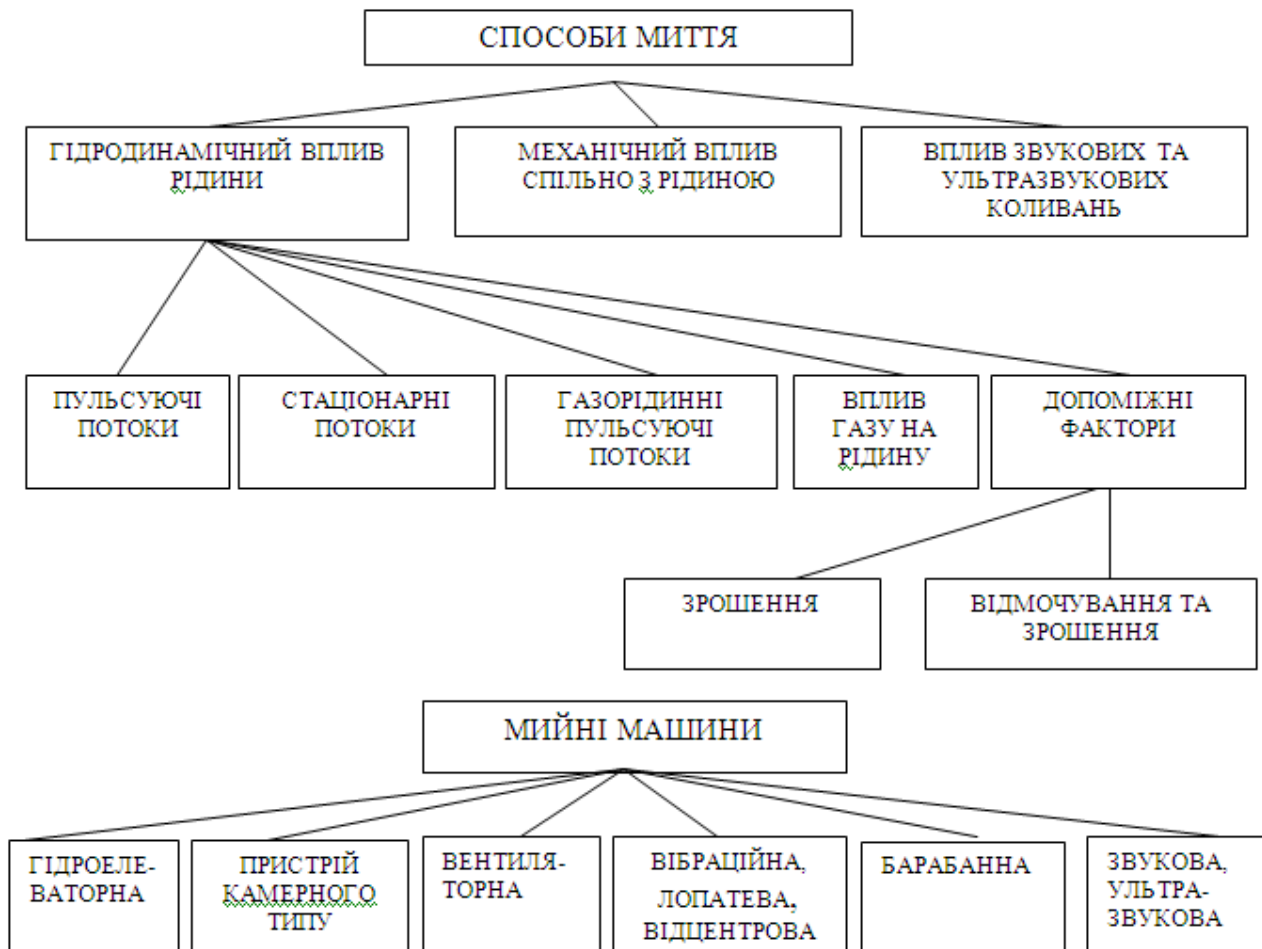 СПОСОБИ МИТТЯ
ГІДРОДИНАМІЧНИЙ ВПЛИВ
РІДИНИ
МЕХАНІЧНИЙ ВПЛИВ
СПІЛЬНО З РІДИНОЮ
ВПЛИВ ЗВУКОВИХ ТА
УЛЬТРАЗВУКОВИХ
КОЛИВАНЬ
ПУЛЬСУЮЧІ
ПОТОКИ
СТАЦІОНАРНІ
ПОТОКИ
ГАЗОРІДИННІ
ПУЛЬСУЮЧІ
ПОТОКИ
ВПЛИВ
ГАЗУ НА
РІДИНУ
ДОПОМІЖНІ
ФАКТОРИ
ЗРОШЕННЯ
ВІДМОЧУВАННЯ ТА
ЗРОШЕННЯ
МИЙНІ МАШИНИ
ГІДРОЕЛЕ-
ВАТОРНА
ПРИСТРІЙ
КАМЕРНОГО
ТИПУ
ВЕНТИЛЯ-
ТОРНА
ВІБРАЦІЙНА,
ЛОПАТЕВА,
ВІДЦЕНТРОВА
БАРАБАННА
ЗВУКОВА,
УЛЬТРА-
ЗВУКОВА